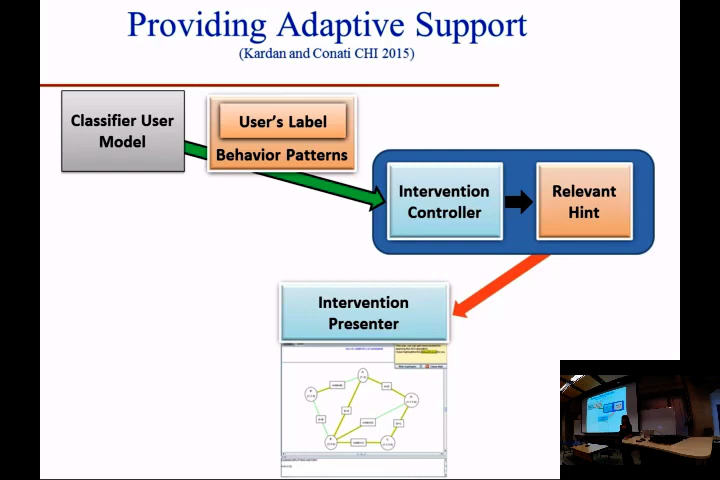 Providing Adaptive Support
(Kardan and Conati CHI 2015)
Classifier User
Model
User's Label
Behavior Patterns
Intervention
Controller
Relevant
Hint
Intervention
Presenter